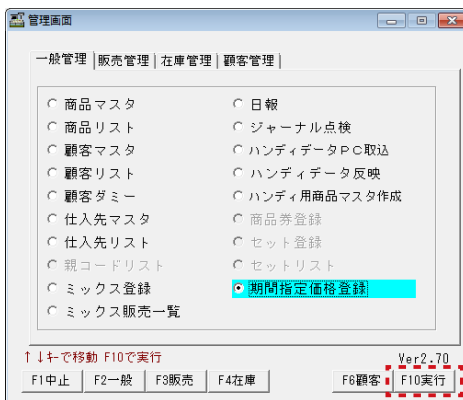 管理画面
一般管理 販売管理 在庫管理 顧客管理
商品マスタ
商品リスト
顧客マスタ
顧客リスト
顧客ダミー
仕入先マスタ
仕入先リスト
親コードリスト
ミックス登録
ミックス販売一覧
日報
ジャーナル点検
ハンディデータPC取込
ハンディデータ反映
ハンディ用商品マスタ作成
商品券登録
セット登録
セットリスト
期間指定価格登録
↑↓キーで移動 F10で実行
Ver2.70
F1中止 F2一般 F3販売 F4在庫 F6顧客 F10実行